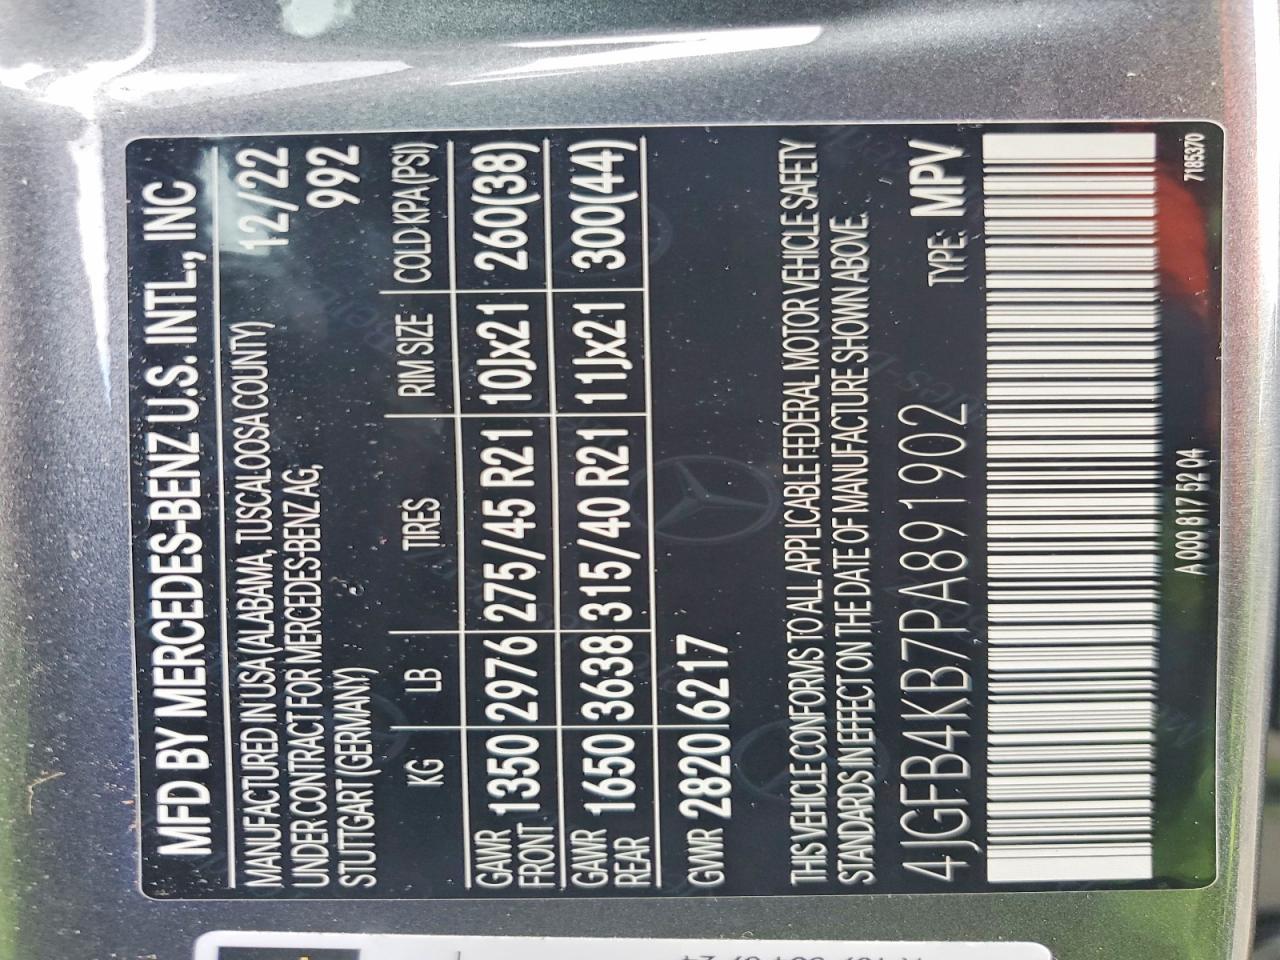 MFD BY MERCEDES-BENZ U.S. INTL., INC
MANUFACTURED IN USA (ALABAMA, TUSCALOOSA COUNTY) 12/22
UNDER CONTRACT FOR MERCEDES-BENZ AG, 992
STUTTGART (GERMANY)
KG LB TIRES RIM SIZE COLD KPA (PSI)
GAWR FRONT 1350 2976 275/45 R21 10Jx21 260(38)
GAWR REAR 1650 3638 315/40 R21 11Jx21 300(44)
GVWR 2820 6217
THIS VEHICLE CONFORMS TO ALL APPLICABLE FEDERAL MOTOR VEHICLE SAFETY
STANDARDS IN EFFECT ON THE DATE OF MANUFACTURE SHOWN ABOVE.
4JGFB4KB7PA891902 TYPE: MPV
A 000 817 52 04 7185370